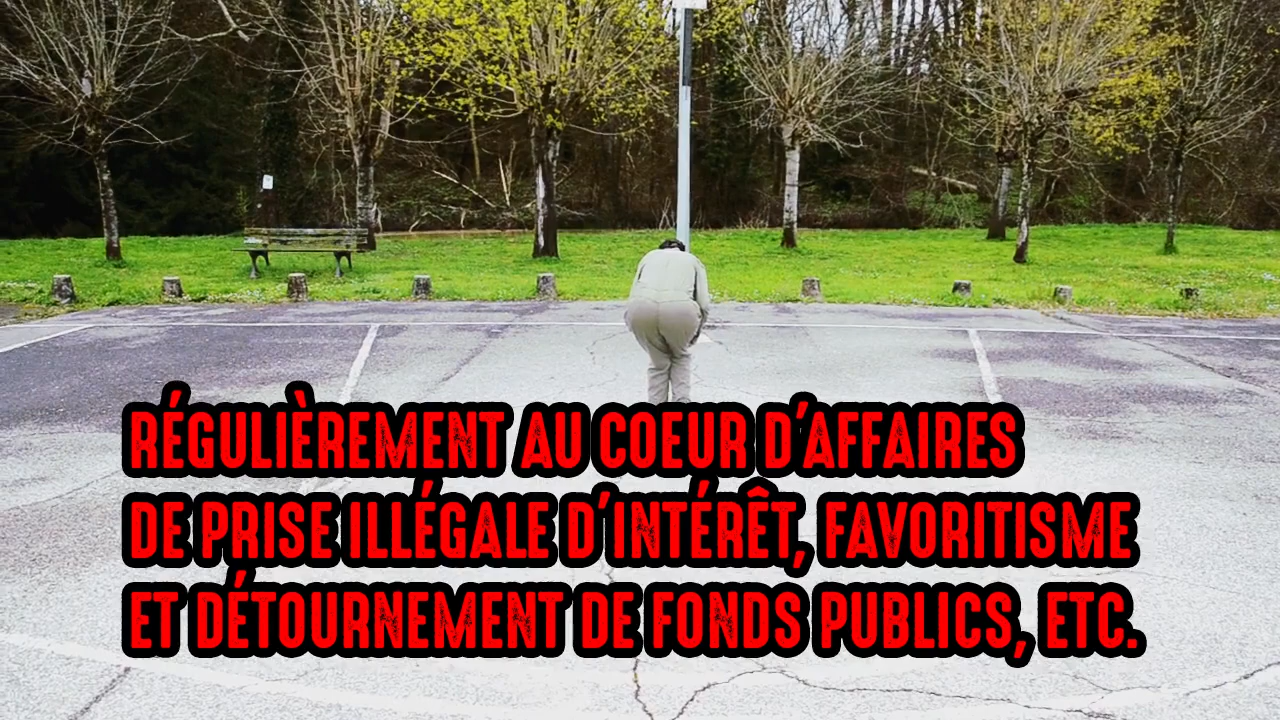 RÉGULIÈREMENT AU COEUR D'AFFAIRES
DE PRISE ILLÉGALE D'INTÉRÊT, FAVORITISME
ET DÉTOURNEMENT DE FONDS PUBLICS, ETC.